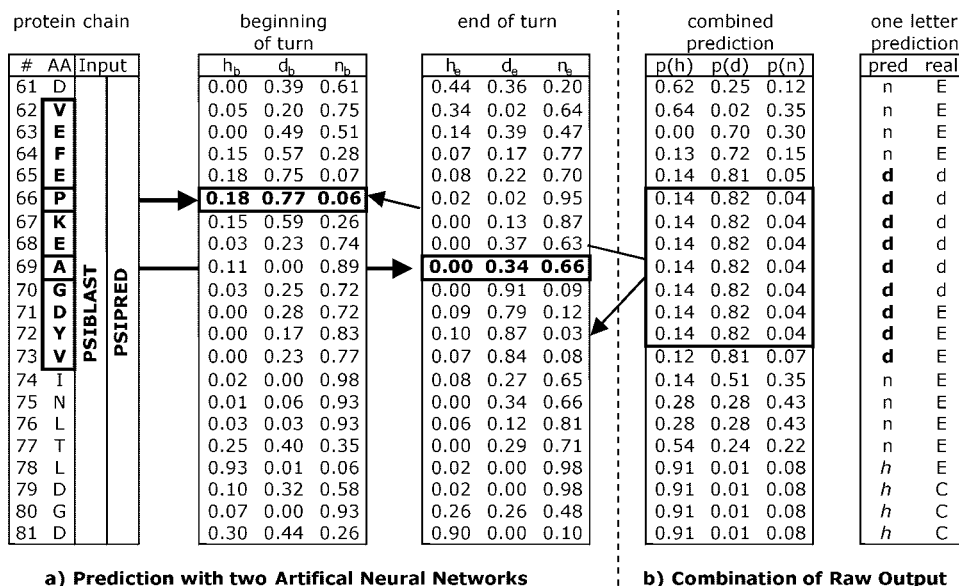 protein chain beginning of turn end of turn combined prediction one letter prediction
# AA Input h_b d_b n_b h_e d_e n_e p(h) p(d) p(n) pred real
61 D 0.00 0.39 0.61 0.44 0.36 0.20 0.62 0.25 0.12 n E
62 V 0.05 0.20 0.75 0.34 0.02 0.64 0.64 0.02 0.35 n E
63 E 0.00 0.49 0.51 0.14 0.39 0.47 0.00 0.70 0.30 n E
64 F 0.15 0.57 0.28 0.07 0.17 0.77 0.13 0.72 0.15 n E
65 E 0.18 0.75 0.07 0.08 0.22 0.70 0.14 0.81 0.05 d d
66 P 0.18 0.77 0.06 0.02 0.02 0.95 0.14 0.82 0.04 d d
67 K 0.15 0.59 0.26 0.00 0.13 0.87 0.14 0.82 0.04 d d
68 E 0.03 0.23 0.74 0.00 0.37 0.63 0.14 0.82 0.04 d d
69 A 0.11 0.00 0.89 0.00 0.34 0.66 0.14 0.82 0.04 d d
70 G 0.03 0.25 0.72 0.00 0.91 0.09 0.14 0.82 0.04 d d
71 D 0.00 0.28 0.72 0.09 0.79 0.12 0.14 0.82 0.04 d E
72 Y 0.00 0.17 0.83 0.10 0.87 0.03 0.14 0.82 0.04 d E
73 V 0.00 0.23 0.77 0.07 0.84 0.08 0.12 0.81 0.07 d E
74 I 0.02 0.00 0.98 0.08 0.27 0.65 0.14 0.51 0.35 n E
75 N 0.01 0.06 0.93 0.00 0.34 0.66 0.28 0.28 0.43 n E
76 L 0.03 0.03 0.93 0.06 0.12 0.81 0.28 0.28 0.43 n E
77 T 0.25 0.40 0.35 0.00 0.29 0.71 0.54 0.24 0.22 n E
78 L 0.93 0.01 0.06 0.02 0.00 0.98 0.91 0.01 0.08 h E
79 D 0.10 0.32 0.58 0.02 0.00 0.98 0.91 0.01 0.08 h C
80 G 0.07 0.00 0.93 0.26 0.26 0.48 0.91 0.01 0.08 h C
81 D 0.30 0.44 0.26 0.90 0.00 0.10 0.91 0.01 0.08 h C
PSIBLAST
PSIPRED
a) Prediction with two Artifical Neural Networks
b) Combination of Raw Output